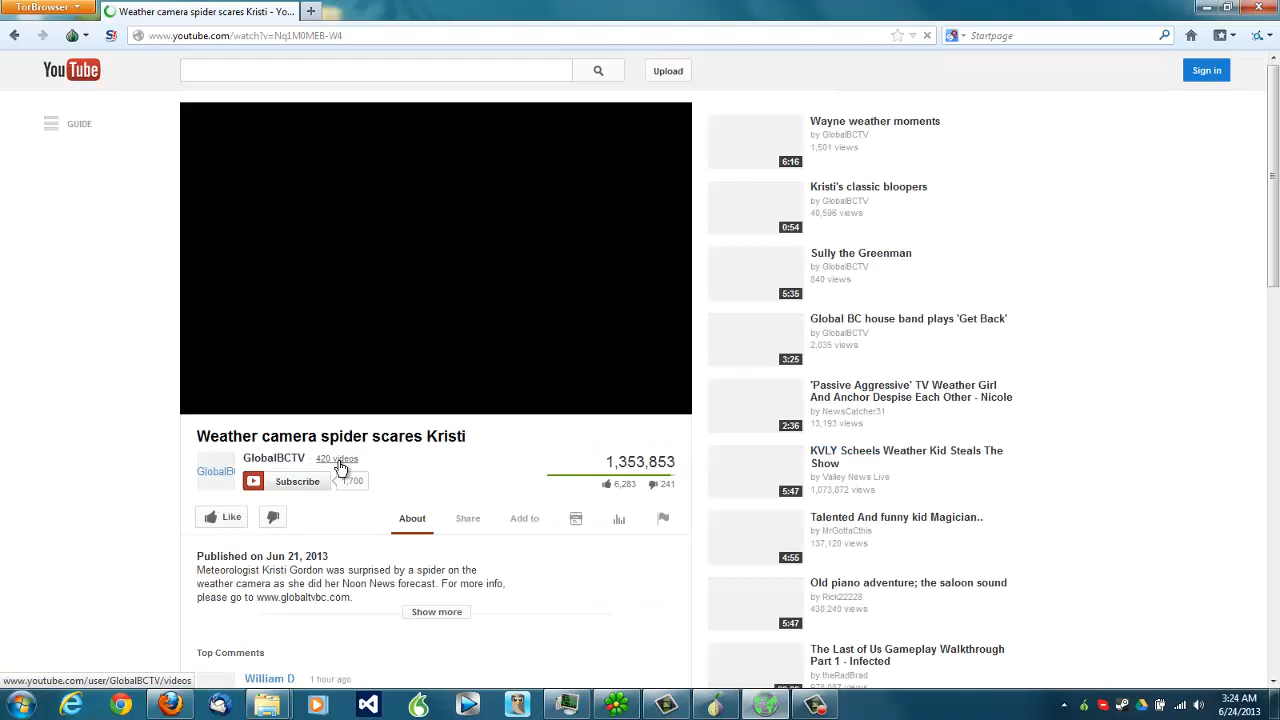 TorBrowser
Weather camera spider scares Kristi - Yo...
www.youtube.com/watch?v=Nq1M0MEB-W4
Startpage
YouTube
Upload
Sign in
GUIDE
Wayne weather moments
by GlobalBCTV
1,501 views
6:16
Kristi's classic bloopers
by GlobalBCTV
40,596 views
0:54
Sully the Greenman
by GlobalBCTV
840 views
5:35
Global BC house band plays 'Get Back'
by GlobalBCTV
2,035 views
3:25
'Passive Aggressive' TV Weather Girl
And Anchor Despise Each Other - Nicole
by NewsCatcher31
13,193 views
2:36
KVLY Scheels Weather Kid Steals The
Show
by Valley News Live
1,073,872 views
5:47
Talented And funny kid Magician..
by MrGottaCthis
137,120 views
4:55
Old piano adventure; the saloon sound
by Rick22228
430,240 views
5:47
The Last of Us Gameplay Walkthrough
Part 1 - Infected
by theRadBrad
Weather camera spider scares Kristi
GlobalBCTV · 420 videos
Subscribe 1,700
1,353,853
6,283 241
Like
About Share Add to
Published on Jun 21, 2013
Meteorologist Kristi Gordon was surprised by a spider on the
weather camera as she did her Noon News forecast. For more info,
please go to www.globaltvbc.com.
Show more
Top Comments
William D 1 hour ago
www.youtube.com/user/GlobalBCTV/videos
3:24 AM
6/24/2013